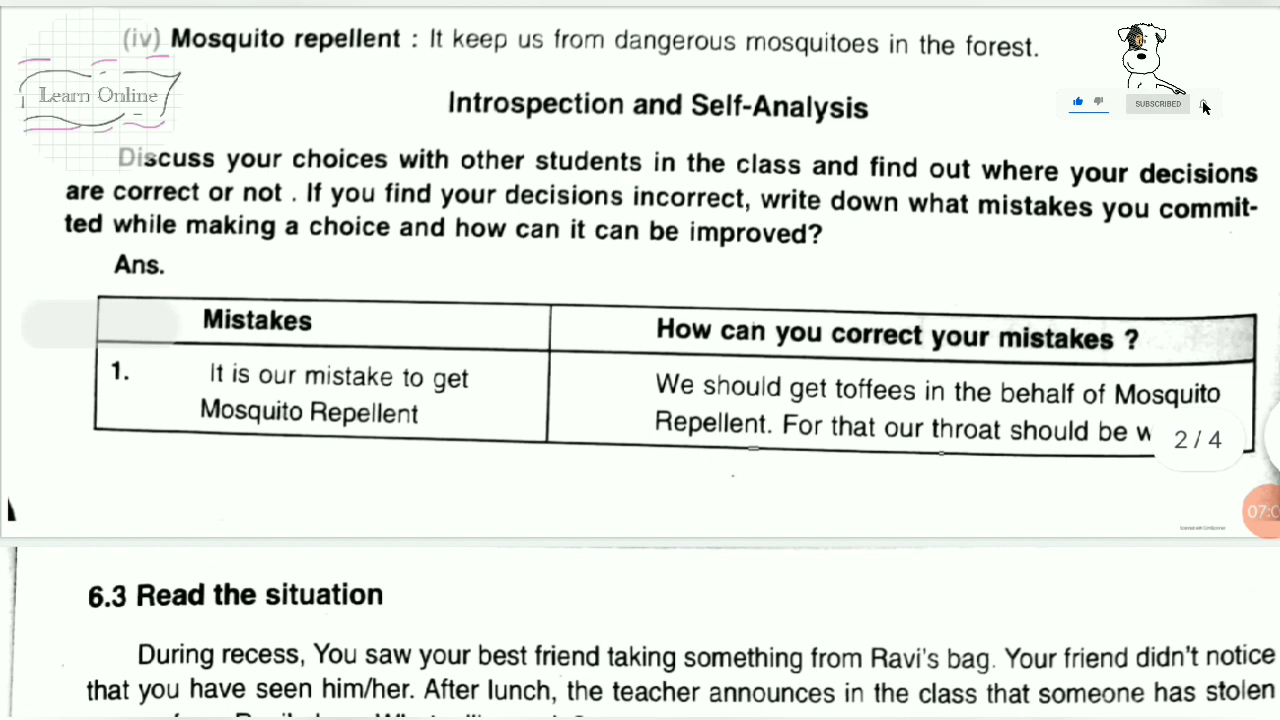 (iv) Mosquito repellent : It keep us from dangerous mosquitoes in the forest.
Learn Online
SUBSCRIBED
Introspection and Self-Analysis
Discuss your choices with other students in the class and find out where your decisions
are correct or not . If you find your decisions incorrect, write down what mistakes you commit-
ted while making a choice and how can it can be improved?
Ans.
Mistakes
How can you correct your mistakes ?
1. It is our mistake to get
Mosquito Repellent
We should get toffees in the behalf of Mosquito
Repellent. For that our throat should be w
2 / 4
07:0
6.3 Read the situation
During recess, You saw your best friend taking something from Ravi's bag. Your friend didn't notice
that you have seen him/her. After lunch, the teacher announces in the class that someone has stolen